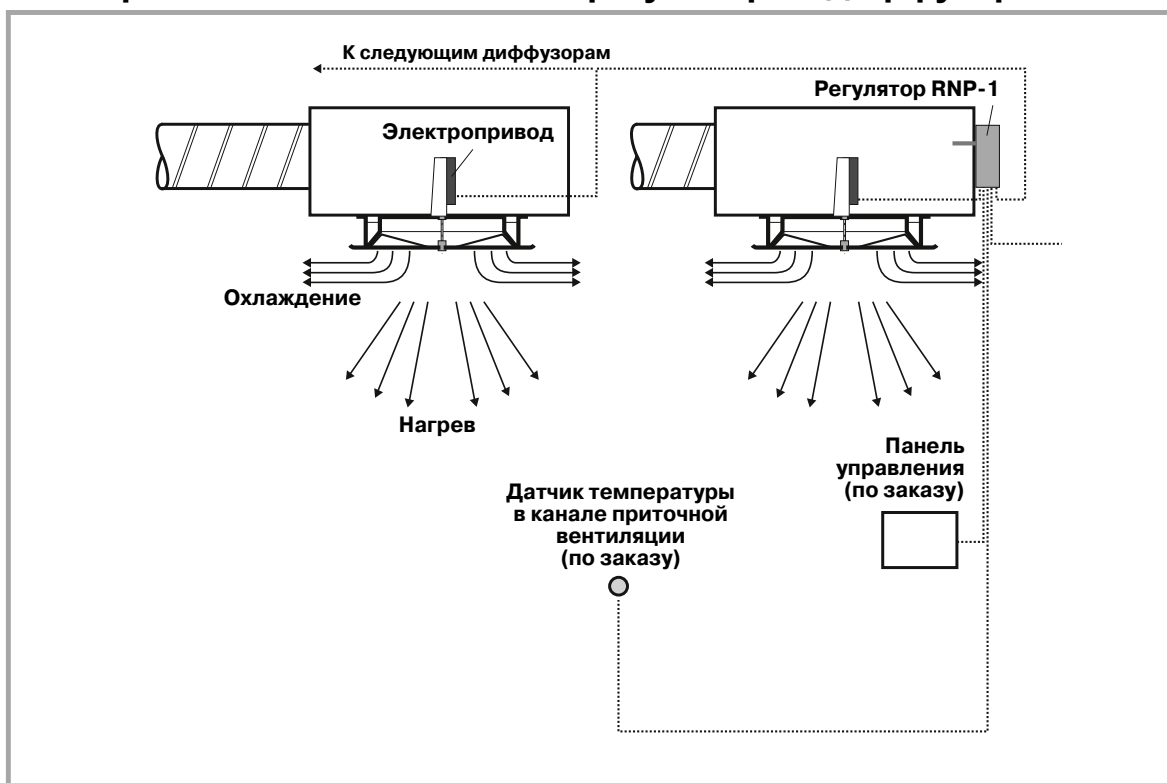 К следующим диффузорам
Регулятор RNP-1
Электропривод
Охлаждение
Нагрев
Панель
управления
(по заказу)
Датчик температуры
в канале приточной
вентиляции
(по заказу)